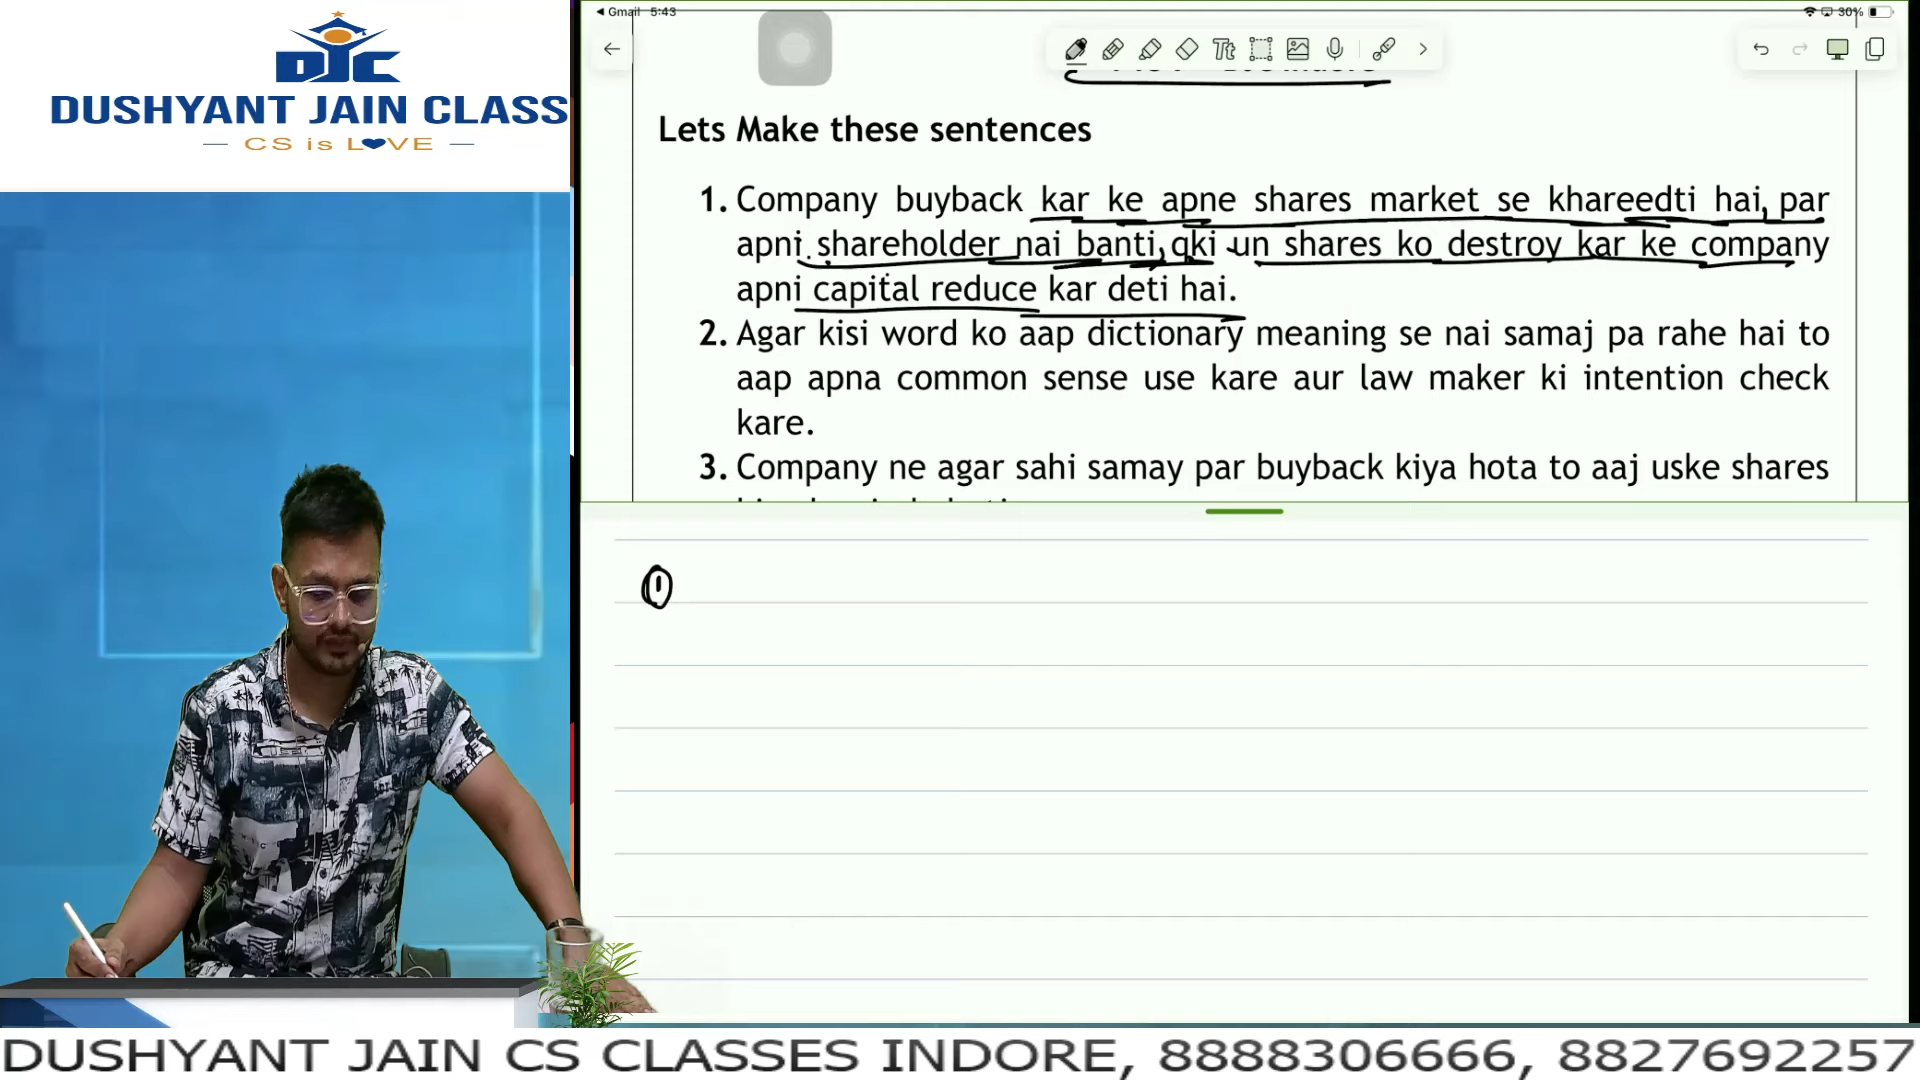 DJC
DUSHYANT JAIN CLASS
— CS is LOVE —
Gmail 5:43
30%
Tt
Lets Make these sentences
1. Company buyback kar ke apne shares market se khareedti hai, par
apni shareholder nai banti, qki un shares ko destroy kar ke company
apni capital reduce kar deti hai.
2. Agar kisi word ko aap dictionary meaning se nai samaj pa rahe hai to
aap apna common sense use kare aur law maker ki intention check
kare.
3. Company ne agar sahi samay par buyback kiya hota to aaj uske shares
①
DUSHYANT JAIN CS CLASSES INDORE, 8888306666, 8827692257